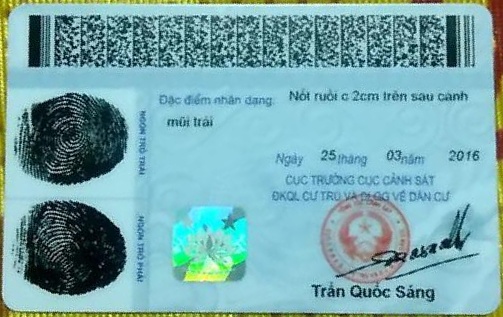 Đặc điểm nhân dạng: Nốt ruồi c 2cm trên sau cánh
mũi trái
NGÓN TRỎ TRÁI
Ngày 25 tháng 03 năm 2016
CỤC TRƯỞNG CỤC CẢNH SÁT
ĐKQL CƯ TRÚ VÀ DLQG VỀ DÂN CƯ
NGÓN TRỎ PHẢI
Trần Quốc Sáng